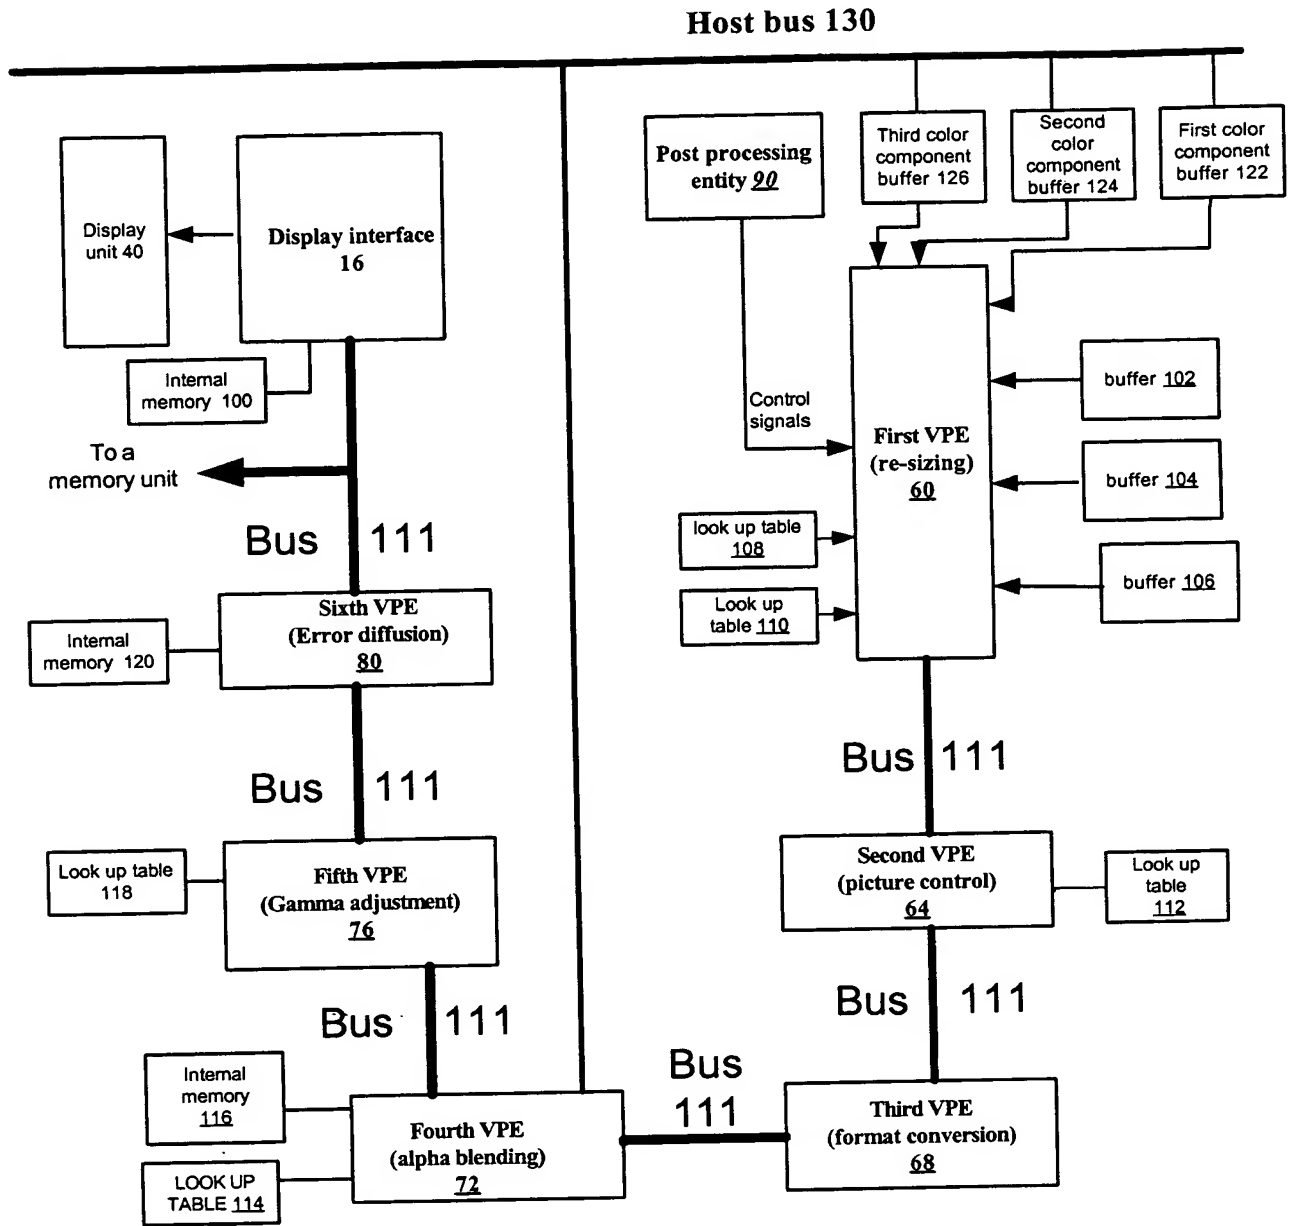 Host bus 130
Display
unit 40
Display interface
16
Post processing
entity 90
Third color
component
buffer 126
Second
color
component
buffer 124
First color
component
buffer 122
Internal
memory 100
To a
memory unit
Control
signals
First VPE
(re-sizing)
60
buffer 102
buffer 104
buffer 106
look up table
108
Look up
table 110
Bus 111
Sixth VPE
(Error diffusion)
80
Internal
memory 120
Bus 111
Bus 111
Fifth VPE
(Gamma adjustment)
76
Look up table
118
Second VPE
(picture control)
64
Look up
table
112
Bus 111
Bus 111
Internal
memory
116
LOOK UP
TABLE 114
Fourth VPE
(alpha blending)
72
Bus
111
Third VPE
(format conversion)
68